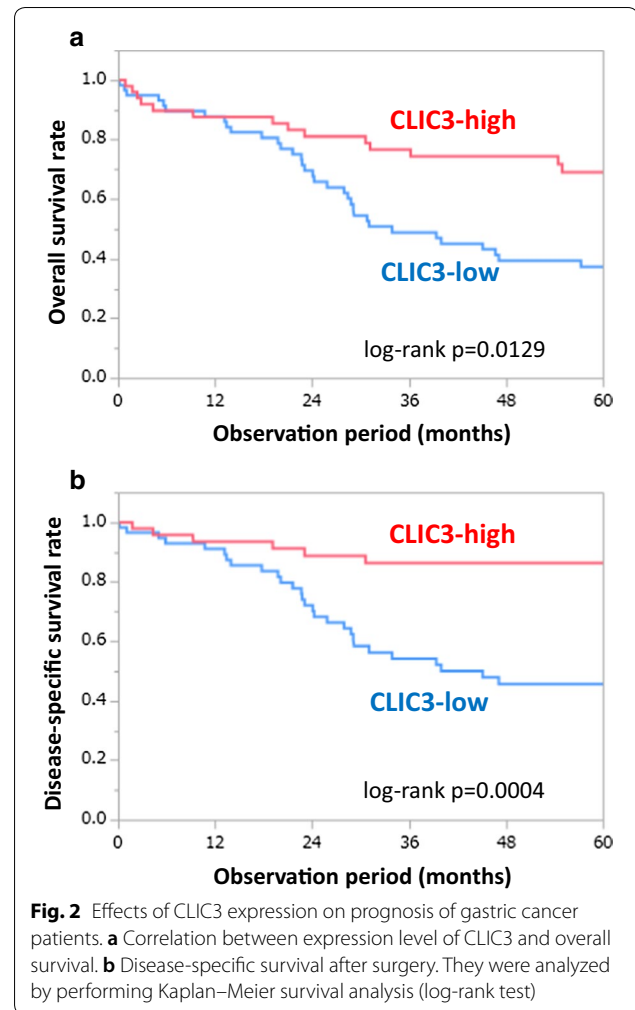 a
1.0
0.8
0.6
0.4
0.2
0.0
Overall survival rate
CLIC3-high
CLIC3-low
log-rank p=0.0129
0 12 24 36 48 60
Observation period (months)
b
1.0
0.8
0.6
0.4
0.2
0.0
Disease-specific survival rate
CLIC3-high
CLIC3-low
log-rank p=0.0004
0 12 24 36 48 60
Observation period (months)
Fig. 2 Effects of CLIC3 expression on prognosis of gastric cancer
patients. a Correlation between expression level of CLIC3 and overall
survival. b Disease-specific survival after surgery. They were analyzed
by performing Kaplan–Meier survival analysis (log-rank test)